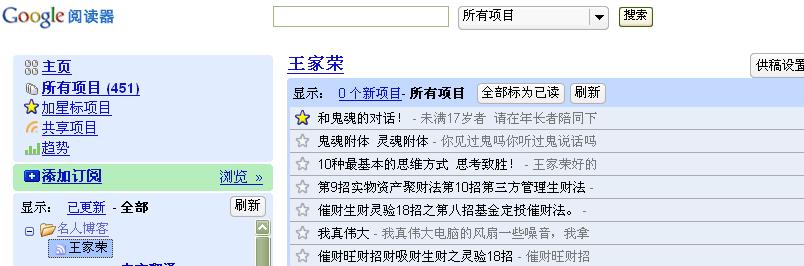 Google 阅读器
所有项目
搜索
主页
所有项目 (451)
加星标项目
共享项目
趋势
添加订阅 浏览 »
显示： 已更新 - 全部 刷新
名人博客
王家荣
王家荣
供稿设置
显示： 0 个新项目 - 所有项目 全部标为已读 刷新
和鬼魂的对话！ - 未满17岁者 请在年长者陪同下
鬼魂附体 灵魂附体 - 你见过鬼吗你听过鬼说话吗
10种最基本的思维方式 思考致胜！ - 王家荣好的
第9招实物资产聚财法第10招第三方管理生财法 -
催财生财灵验18招之第八招基金定投催财法。 -
我真伟大 - 我真伟大电脑的风扇一些噪音，我拿
催财旺财招财吸财生财之灵验18招 - 催财旺财招财